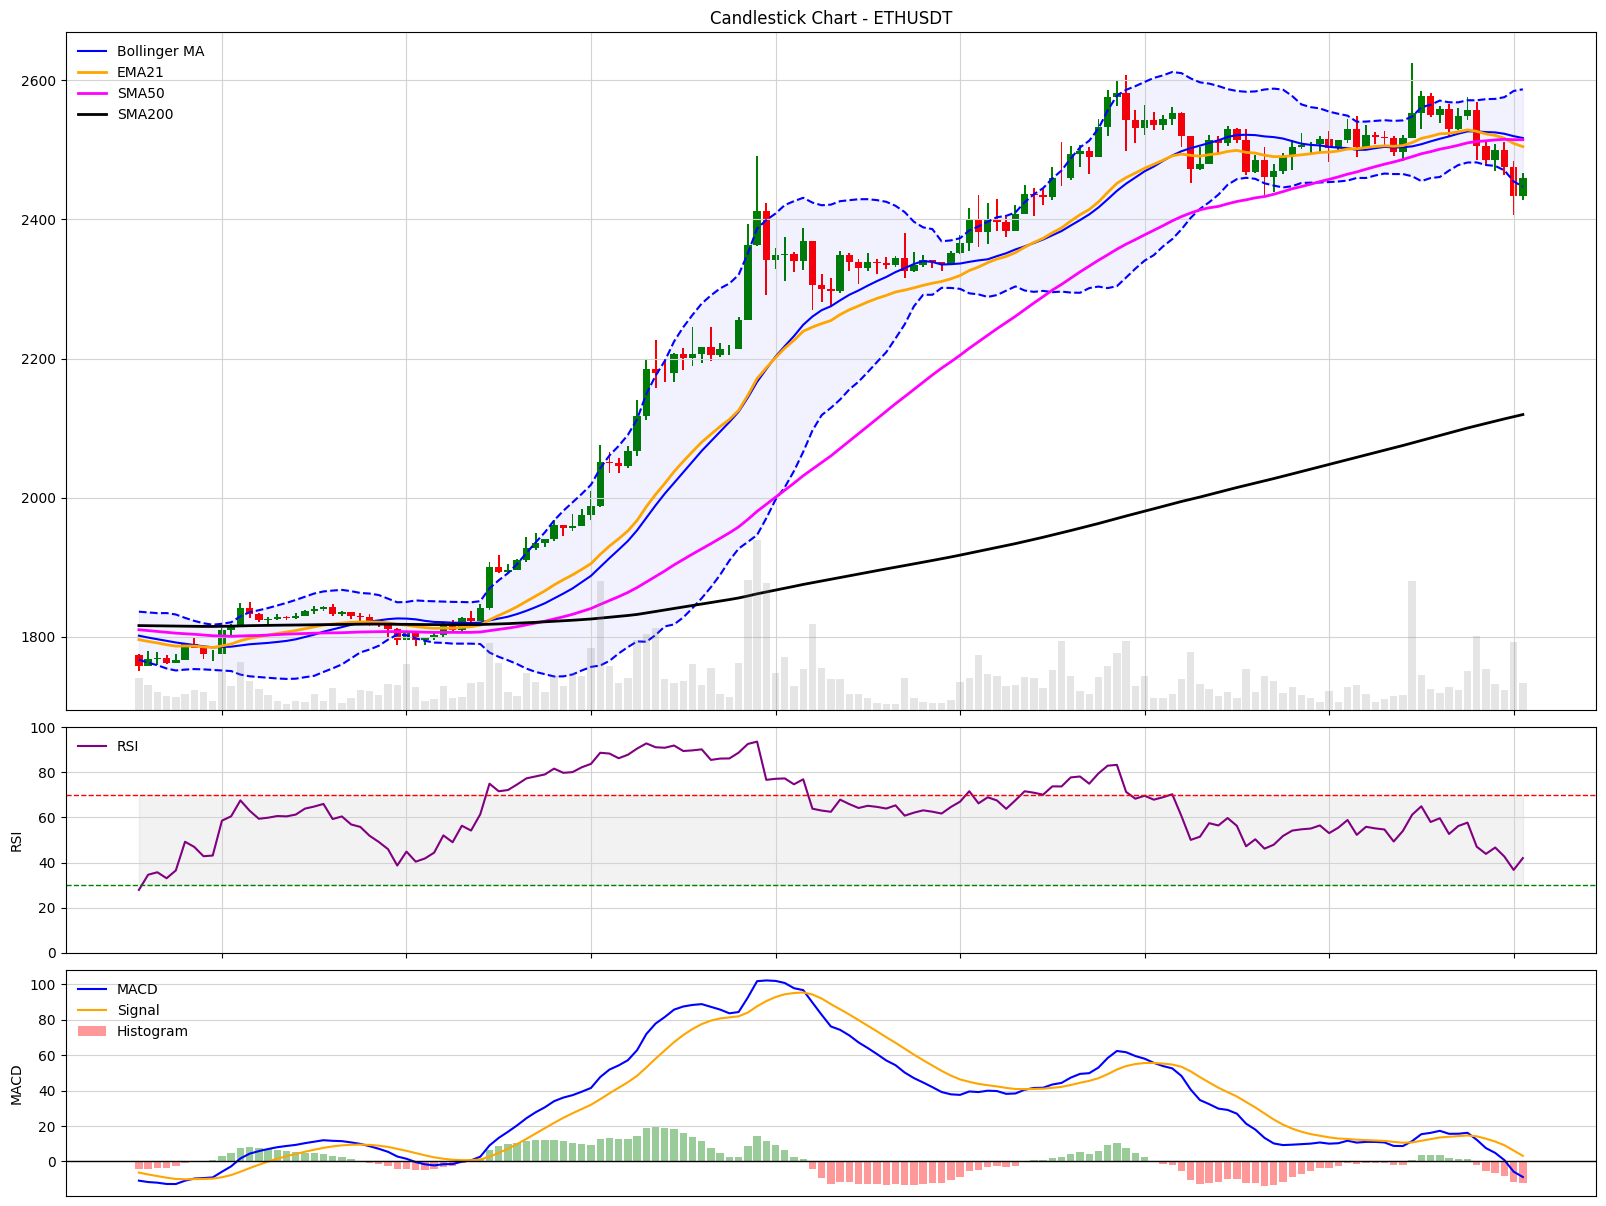 Candlestick Chart - ETHUSDT
Bollinger MA
EMA21
SMA50
SMA200
2600
2400
2200
2000
1800
RSI
100
80
60
40
20
0
RSI
MACD
Signal
Histogram
100
80
60
40
20
0
MACD